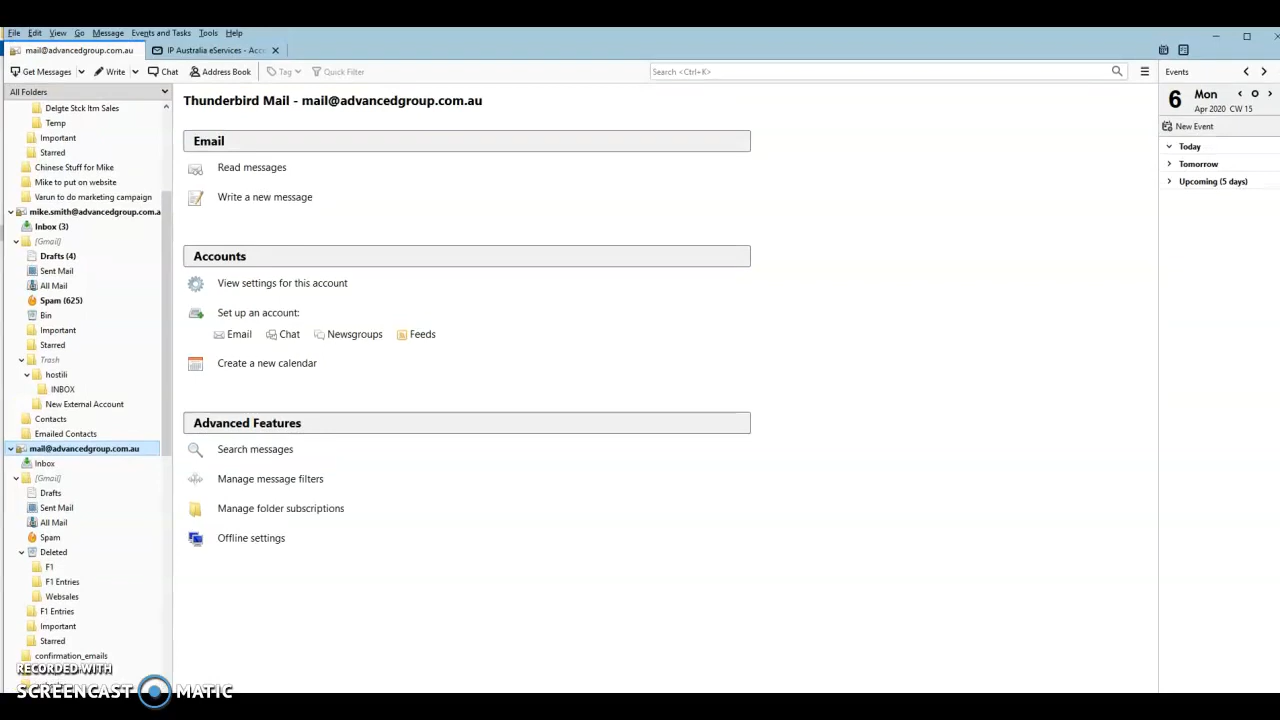 File Edit View Go Message Events and Tasks Tools Help
mail@advancedgroup.com.au IP Australia eServices - Acc
Get Messages Write Chat Address Book Tag Quick Filter Search <Ctrl+K> Events
All Folders
Delgte Stck Itm Sales
Temp
Important
Starred
Chinese Stuff for Mike
Mike to put on website
Varun to do marketing campaign
mike.smith@advancedgroup.com.a
Inbox (3)
[Gmail]
Drafts (4)
Sent Mail
All Mail
Spam (625)
Bin
Important
Starred
Trash
hostili
INBOX
New External Account
Contacts
Emailed Contacts
mail@advancedgroup.com.au
Inbox
[Gmail]
Drafts
Sent Mail
All Mail
Spam
Deleted
F1
F1 Entries
Websales
F1 Entries
Important
Starred
confirmation_emails
Thunderbird Mail - mail@advancedgroup.com.au
Email
Read messages
Write a new message
Accounts
View settings for this account
Set up an account:
Email Chat Newsgroups Feeds
Create a new calendar
Advanced Features
Search messages
Manage message filters
Manage folder subscriptions
Offline settings
6 Mon
Apr 2020 CW 15
New Event
Today
Tomorrow
Upcoming (5 days)
RECORDED WITH
SCREENCAST MATIC